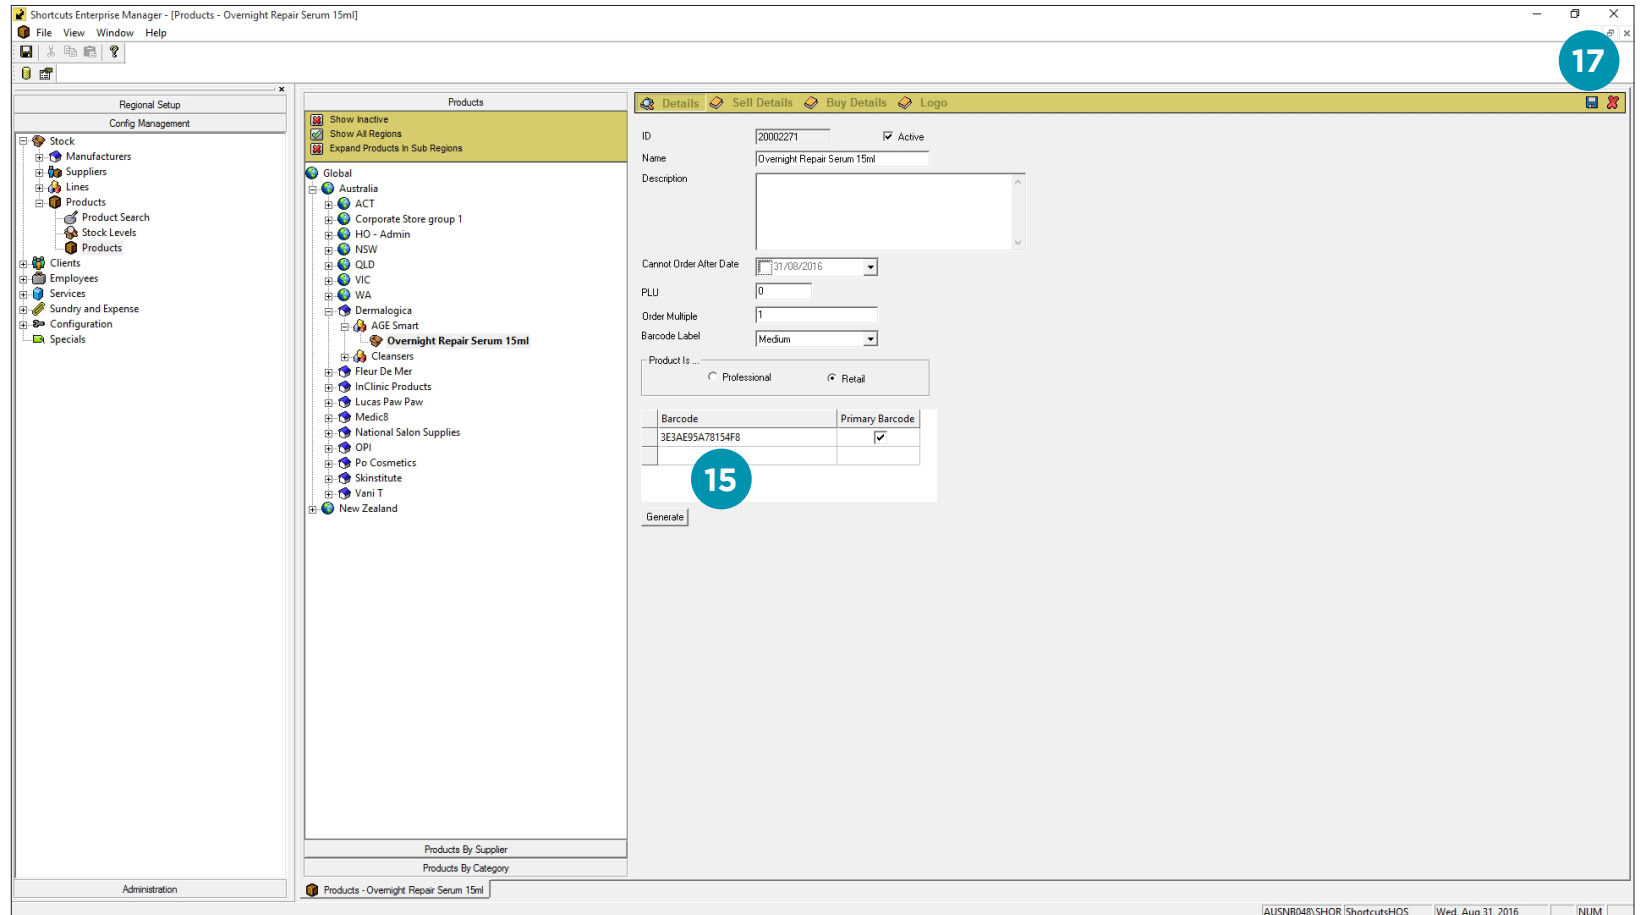 Shortcuts Enterprise Manager - [Products - Overnight Repair Serum 15ml]
File View Window Help
17
Regional Setup
Config Management
Stock
Manufacturers
Suppliers
Lines
Products
Product Search
Stock Levels
Products
Clients
Employees
Services
Sundry and Expense
Configuration
Specials
Administration
Products
Show Inactive
Show All Regions
Expand Products In Sub Regions
Global
Australia
ACT
Corporate Store group 1
HO - Admin
NSW
QLD
VIC
WA
Dermalogica
AGE Smart
Overnight Repair Serum 15ml
Cleansers
Fleur De Mer
InClinic Products
Lucas Paw Paw
Medic8
National Salon Supplies
OPI
Po Cosmetics
Skinstitute
Vani T
New Zealand
Products By Supplier
Products By Category
Details Sell Details Buy Details Logo
ID 20002271 Active
Name Overnight Repair Serum 15ml
Description
Cannot Order After Date 31/08/2016
PLU 0
Order Multiple 1
Barcode Label Medium
Product Is ...
Professional Retail
Barcode Primary Barcode
3E3AE95A78154F8
15
Generate
Products - Overnight Repair Serum 15ml
AUSNB048\SHOR ShortcutsHOS Wed, Aug 31, 2016 NUM